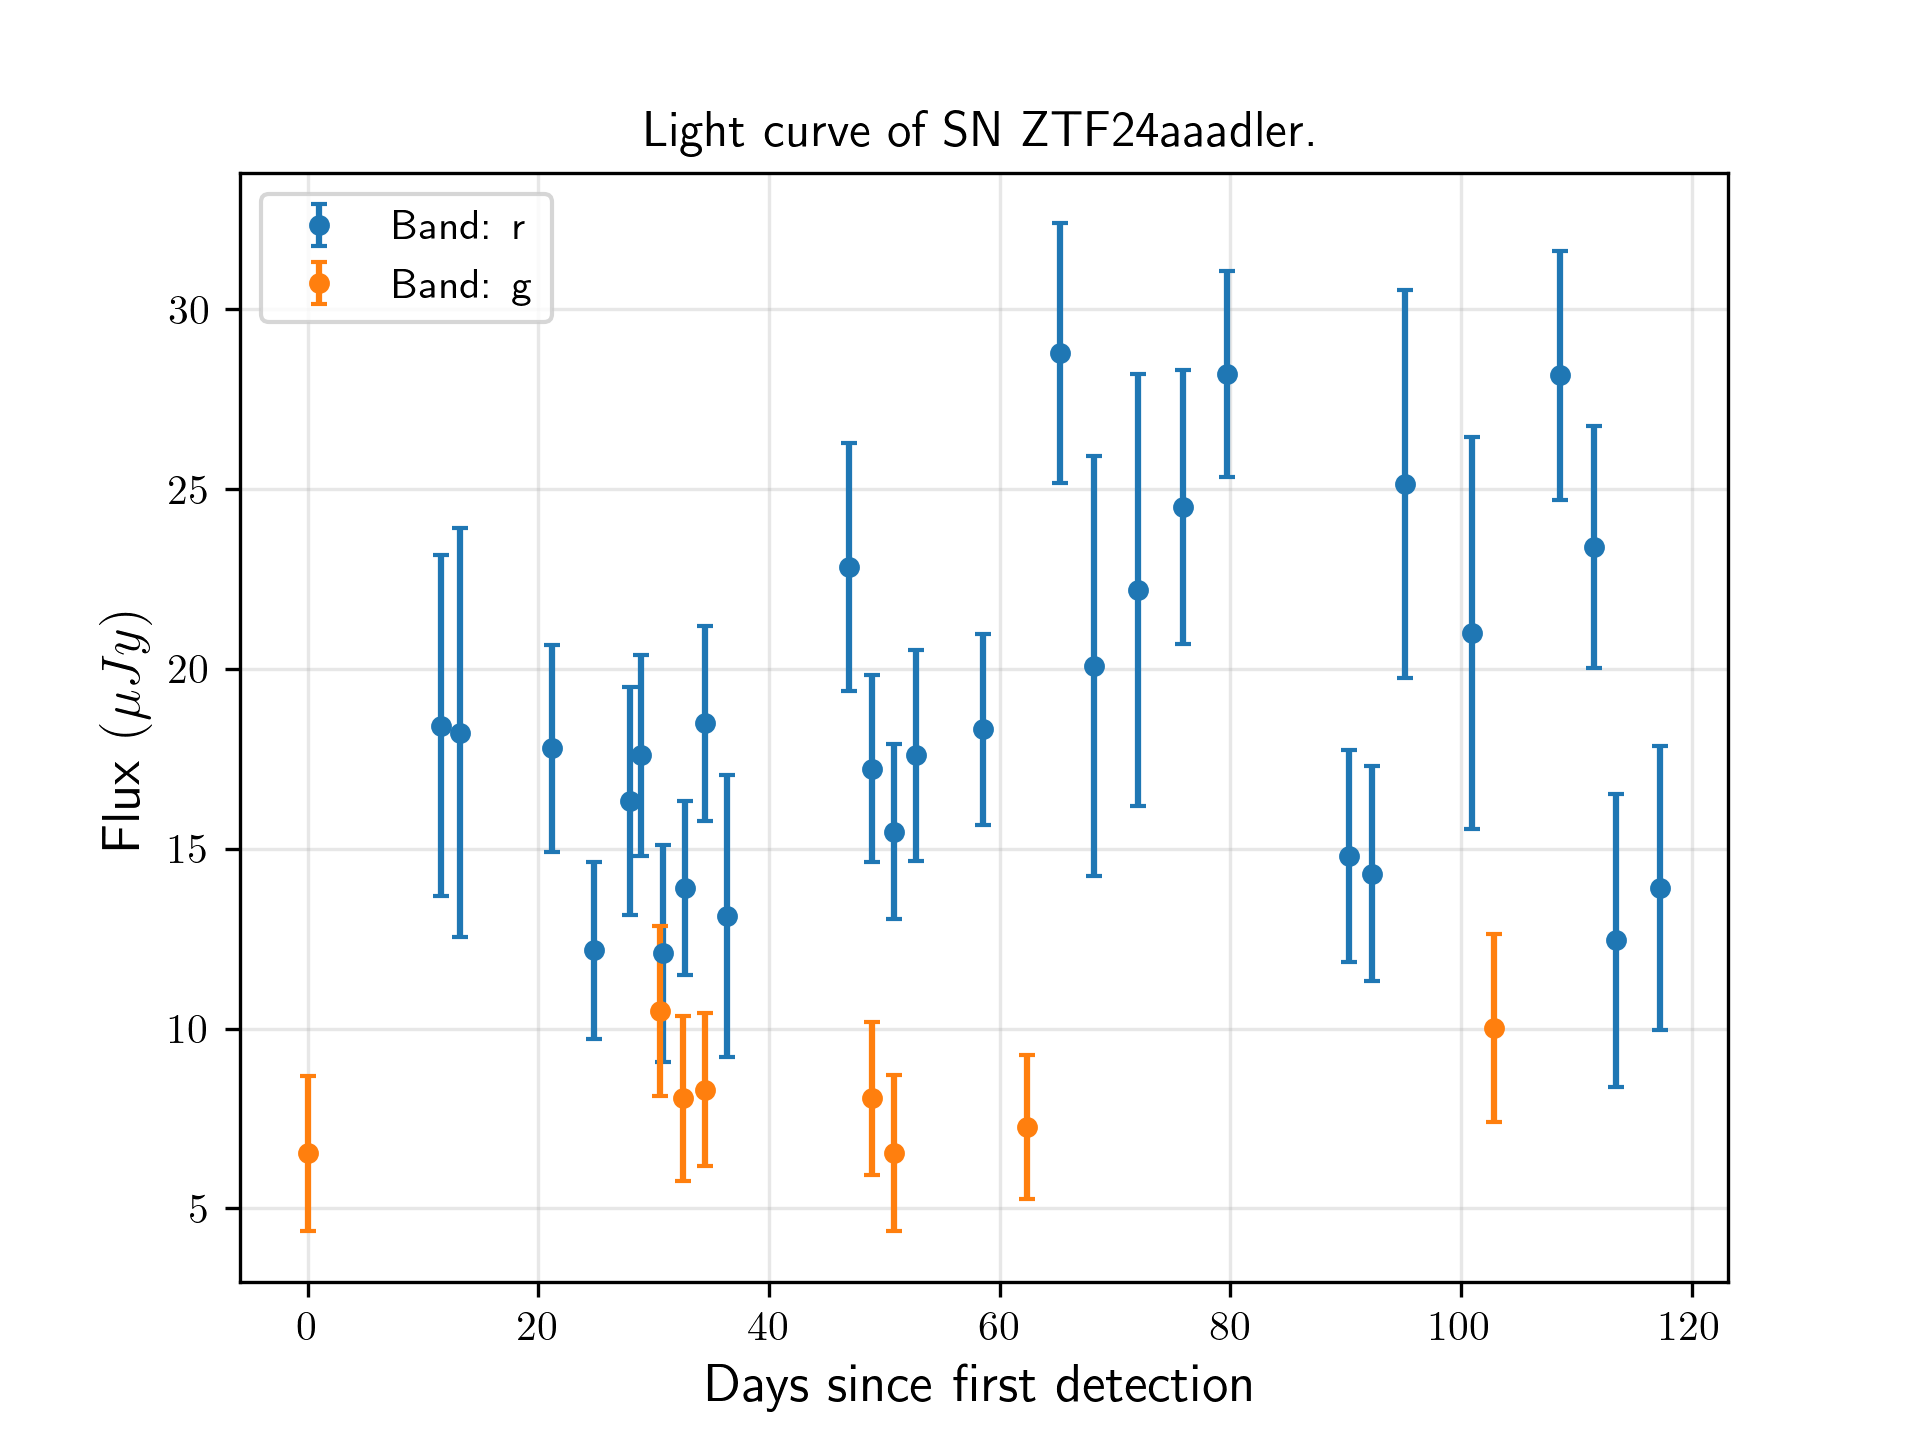 Light curve of SN ZTF24aaadler.
Band: r
Band: g
30
25
20
15
10
5
Flux (μJy)
0 20 40 60 80 100 120
Days since first detection